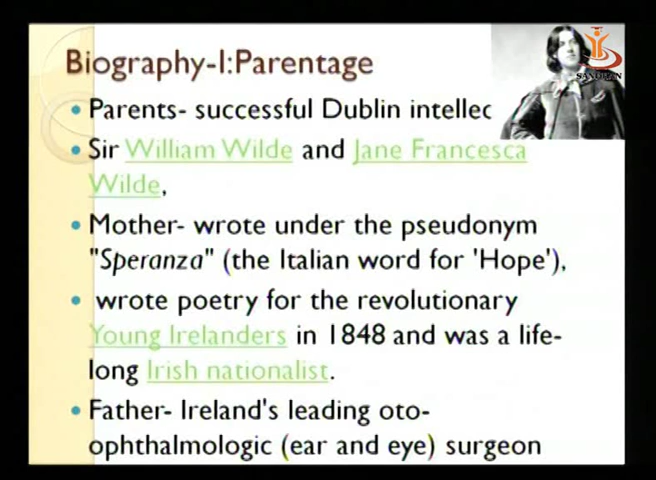 Biography-I:Parentage
Parents- successful Dublin intellec
Sir William Wilde and Jane Francesca
Wilde,
Mother- wrote under the pseudonym
"Speranza" (the Italian word for 'Hope'),
wrote poetry for the revolutionary
Young Irelanders in 1848 and was a life-
long Irish nationalist.
Father- Ireland's leading oto-
ophthalmologic (ear and eye) surgeon